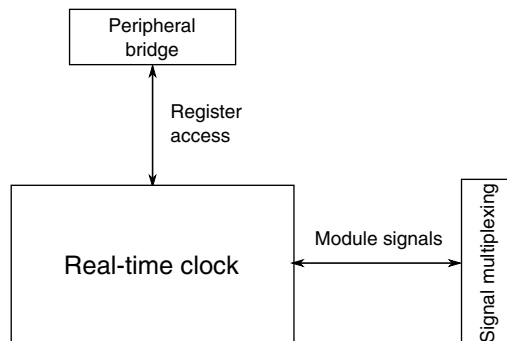 Peripheral
bridge
Register
access
Real-time clock
Module signals
Signal multiplexing